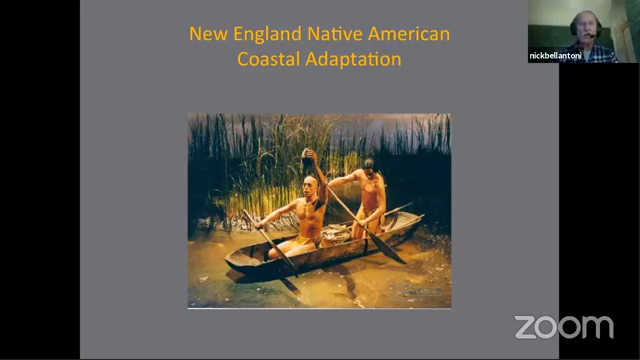 New England Native American
Coastal Adaptation
nickbellantoni
zoom